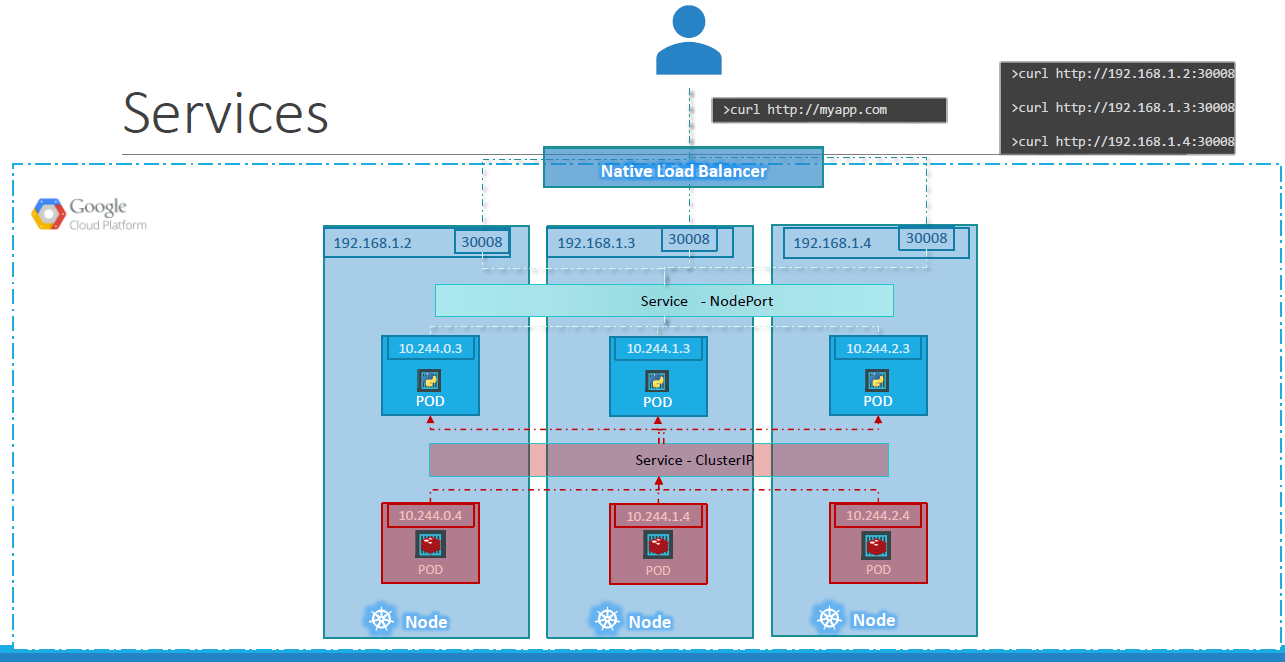 Services
>curl http://myapp.com
>curl http://192.168.1.2:30008
>curl http://192.168.1.3:30008
>curl http://192.168.1.4:30008
Native Load Balancer
Google
Cloud Platform
192.168.1.2
30008
192.168.1.3
30008
192.168.1.4
30008
Service - NodePort
10.244.0.3
10.244.1.3
10.244.2.3
POD
POD
POD
Service - ClusterIP
10.244.0.4
10.244.1.4
10.244.2.4
POD
POD
POD
Node
Node
Node